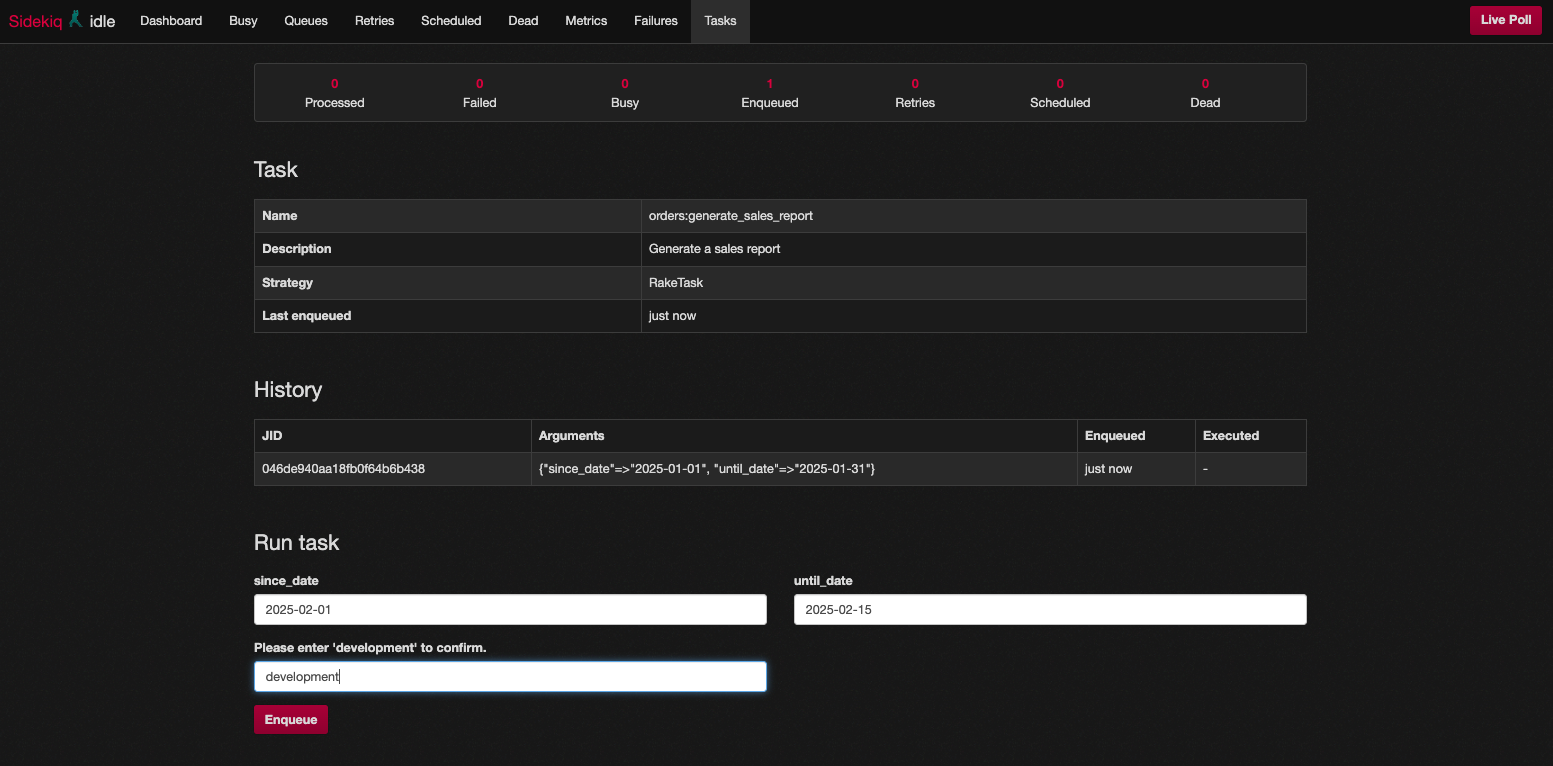 Sidekiq idle Dashboard Busy Queues Retries Scheduled Dead Metrics Failures Tasks Live Poll
0 0 0 1 0 0 0
Processed Failed Busy Enqueued Retries Scheduled Dead
Task
Name orders:generate_sales_report
Description Generate a sales report
Strategy RakeTask
Last enqueued just now
History
JID Arguments Enqueued Executed
046de940aa18fb0f64b6b438 {"since_date"=>"2025-01-01", "until_date"=>"2025-01-31"} just now -
Run task
since_date until_date
2025-02-01 2025-02-15
Please enter 'development' to confirm.
development
Enqueue